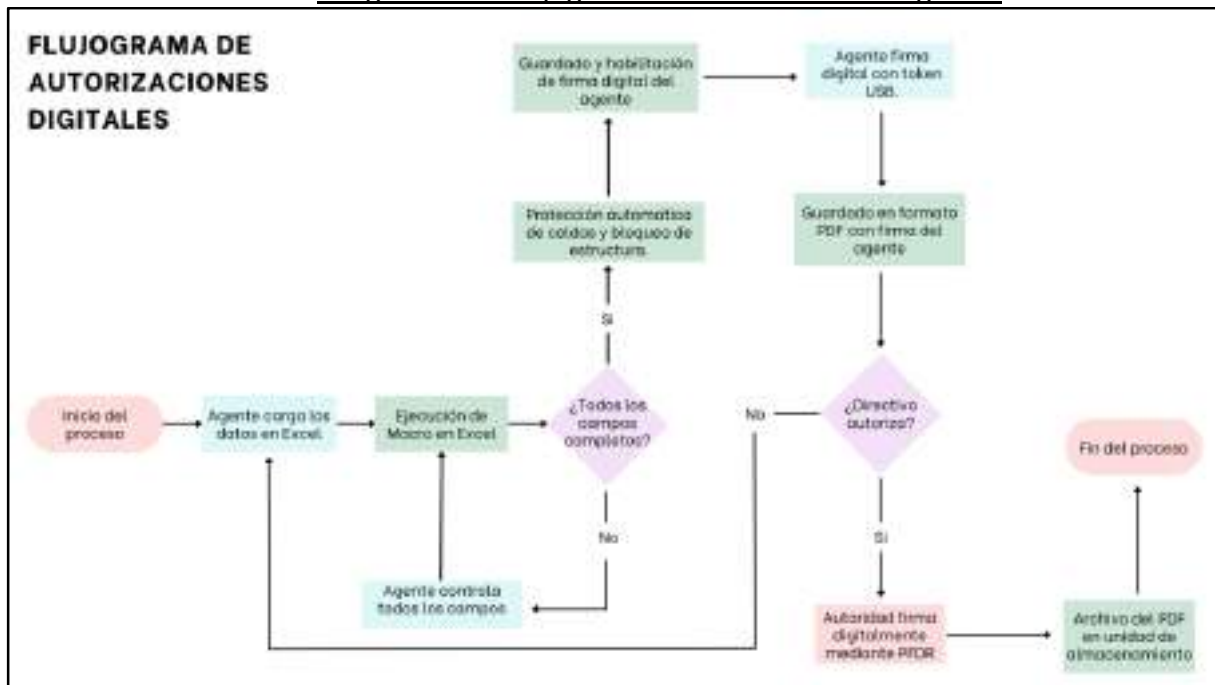 FLUJOGRAMA DE
AUTORIZACIONES
DIGITALES
Guardado y habilitación
de firma digital del
agente
Agente firma
digital con token
USB.
Protección automatica
de celdas y bloqueo de
estructura.
Guardado en formato
PDF con firma del
agente
Si
Inicio del
proceso
Agente carga los
datos en Excel.
Ejecución de
Macro en Excel
¿Todos los
campos
completos?
No
¿Directivo
autoriza?
Fin del proceso
No
Si
Agente controla
todos los campos
Autoridad firma
digitalmente
mediante PFDR
Archivo del PDF
en unidad de
almacenamiento